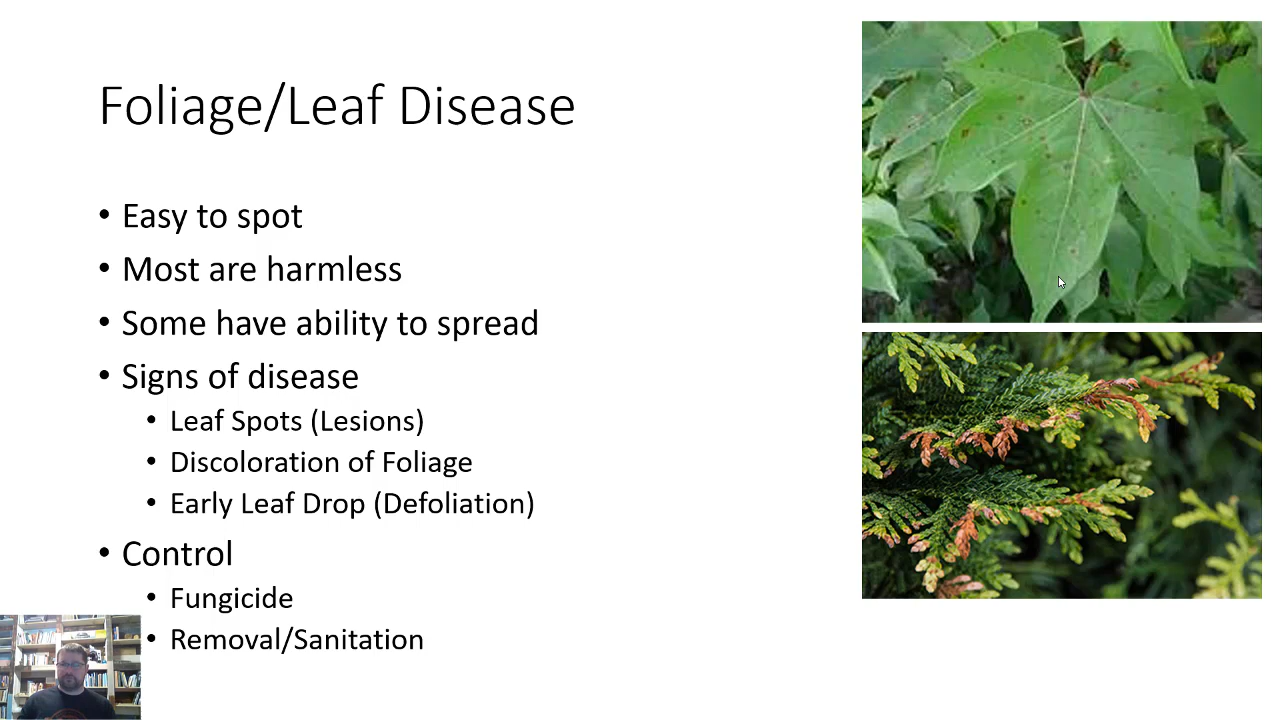 Foliage/Leaf Disease
• Easy to spot
• Most are harmless
• Some have ability to spread
• Signs of disease
• Leaf Spots (Lesions)
• Discoloration of Foliage
• Early Leaf Drop (Defoliation)
• Control
• Fungicide
• Removal/Sanitation